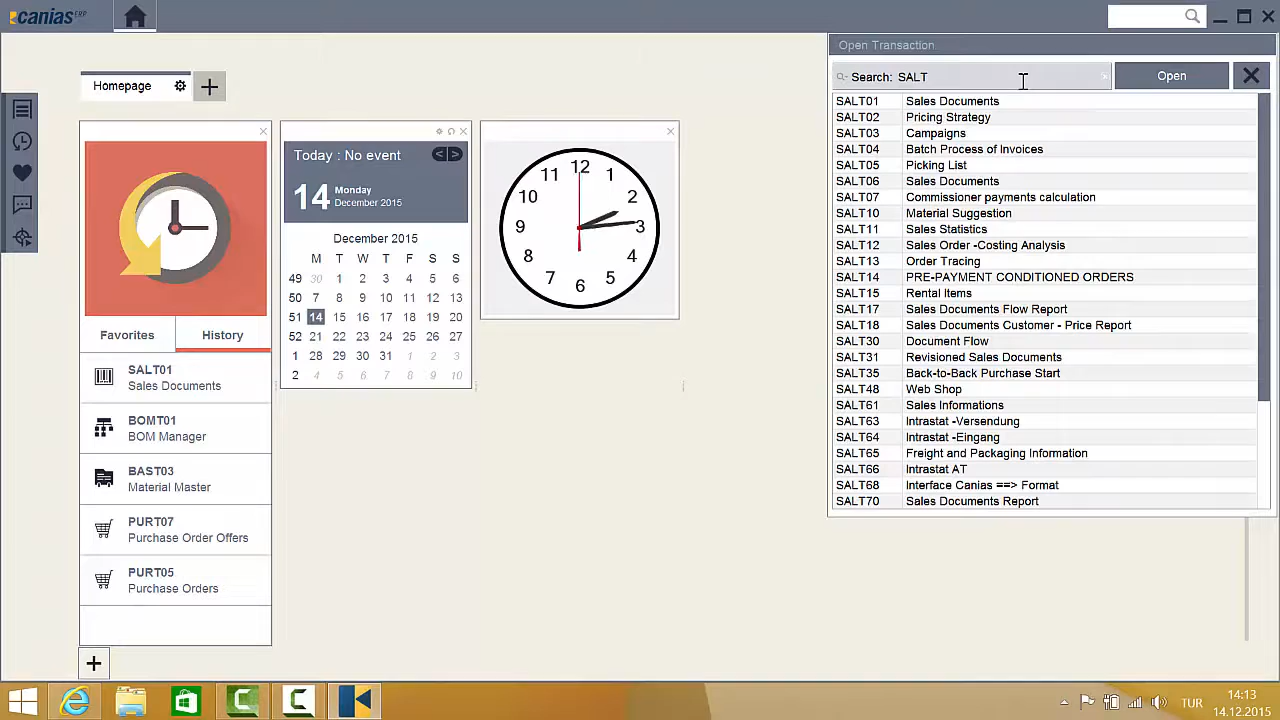 canias ERP
Open Transaction
Search: SALT
Open
Homepage
SALT01 Sales Documents
SALT02 Pricing Strategy
SALT03 Campaigns
SALT04 Batch Process of Invoices
SALT05 Picking List
SALT06 Sales Documents
SALT07 Commissioner payments calculation
SALT10 Material Suggestion
SALT11 Sales Statistics
SALT12 Sales Order -Costing Analysis
SALT13 Order Tracing
SALT14 PRE-PAYMENT CONDITIONED ORDERS
SALT15 Rental Items
SALT17 Sales Documents Flow Report
SALT18 Sales Documents Customer - Price Report
SALT30 Document Flow
SALT31 Revisioned Sales Documents
SALT35 Back-to-Back Purchase Start
SALT48 Web Shop
SALT61 Sales Informations
SALT63 Intrastat -Versendung
SALT64 Intrastat -Eingang
SALT65 Freight and Packaging Information
SALT66 Intrastat AT
SALT68 Interface Canias ==> Format
SALT70 Sales Documents Report
Favorites History
SALT01
Sales Documents
BOMT01
BOM Manager
BAST03
Material Master
PURT07
Purchase Order Offers
PURT05
Purchase Orders
Today : No event < >
14 Monday
December 2015
December 2015
M T W T F S S
49 30 1 2 3 4 5 6
50 7 8 9 10 11 12 13
51 14 15 16 17 18 19 20
52 21 22 23 24 25 26 27
1 28 29 30 31 1 2 3
2 4 5 6 7 8 9 10
12 1 2 3 4 5 6 7 8 9 10 11
TUR
14:13
14.12.2015